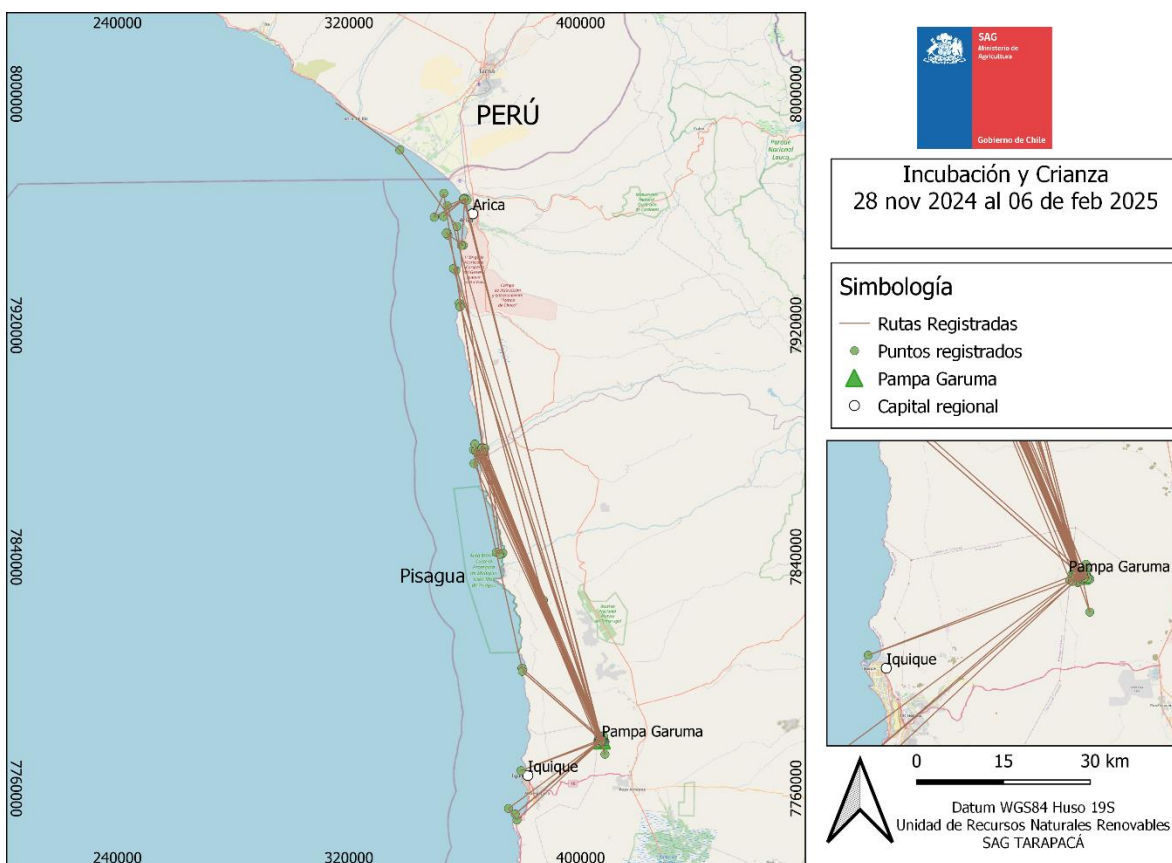 240000
320000
400000
8000000
7920000
7840000
7760000
PERÚ
Arica
Pisagua
Pampa Garuma
Iquique
8000000
7920000
7840000
7760000
240000
320000
400000
SAG
Ministerio de
Agricultura
Gobierno de Chile
Incubación y Crianza
28 nov 2024 al 06 de feb 2025
Simbología
Rutas Registradas
Puntos registrados
Pampa Garuma
Capital regional
Pampa Garuma
Iquique
0 15 30 km
Datum WGS84 Huso 19S
Unidad de Recursos Naturales Renovables
SAG TARAPACÁ